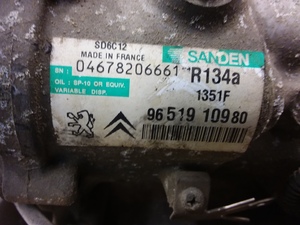 SD6C12
MADE IN FRANCE
SANDEN
SN : 04678206661
R134a
OIL : SP-10 OR EQUIV.
VARIABLE DISP.
1351F
96 519 109 80